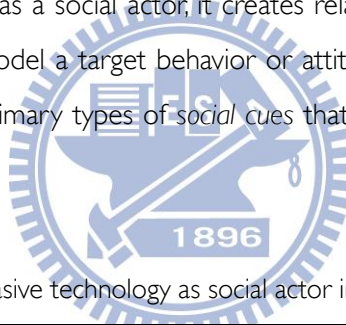 as a social actor, it creates rela
odel a target behavior or attit
rimary types of social cues that
E S
1896
asive technology as social actor i